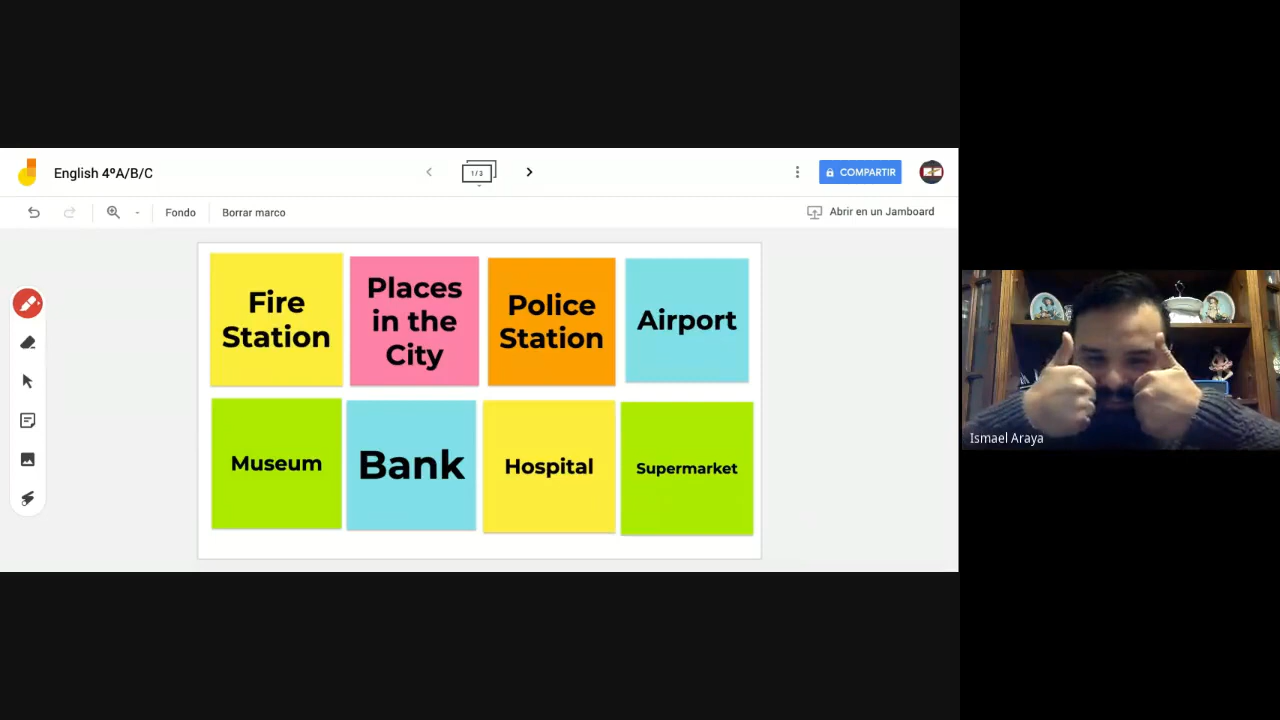 English 4ºA/B/C
1/3
COMPARTIR
Fondo
Borrar marco
Abrir en un Jamboard
Fire
Station
Places
in the
City
Police
Station
Airport
Museum
Bank
Hospital
Supermarket
Ismael Araya